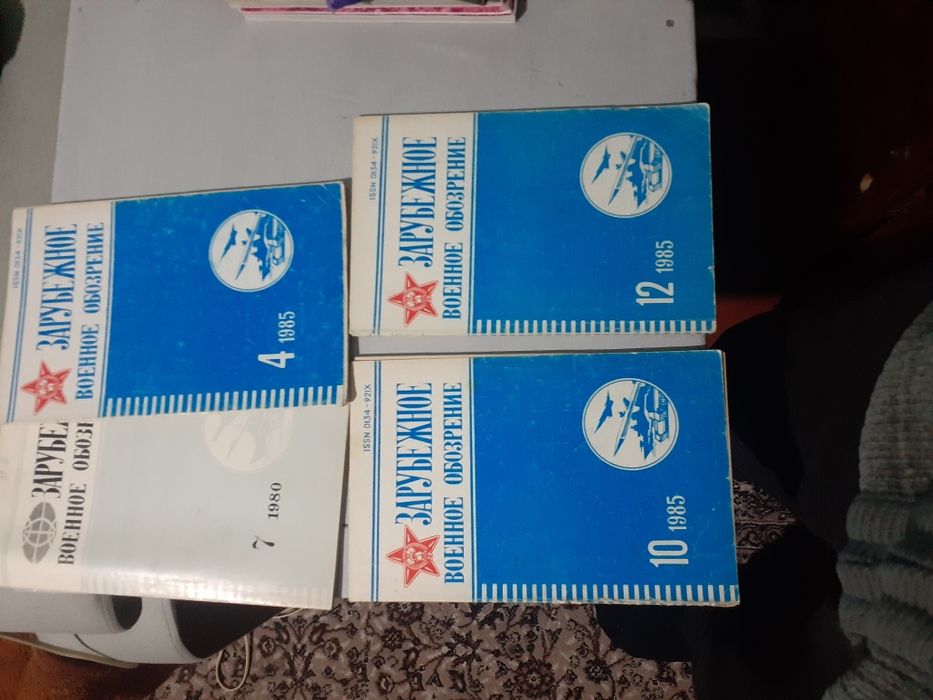 ISSN 0134-921X
ЗАРУБЕЖНОЕ
ВОЕННОЕ ОБОЗРЕНИЕ
4 1985
ЗАРУБЕ
ВОЕННОЕ ОБОЗ
7 1980
ISSN 0134-921X
ЗАРУБЕЖНОЕ
ВОЕННОЕ ОБОЗРЕНИЕ
12 1985
ISSN 0134-921X
ЗАРУБЕЖНОЕ
ВОЕННОЕ ОБОЗРЕНИЕ
10 1985